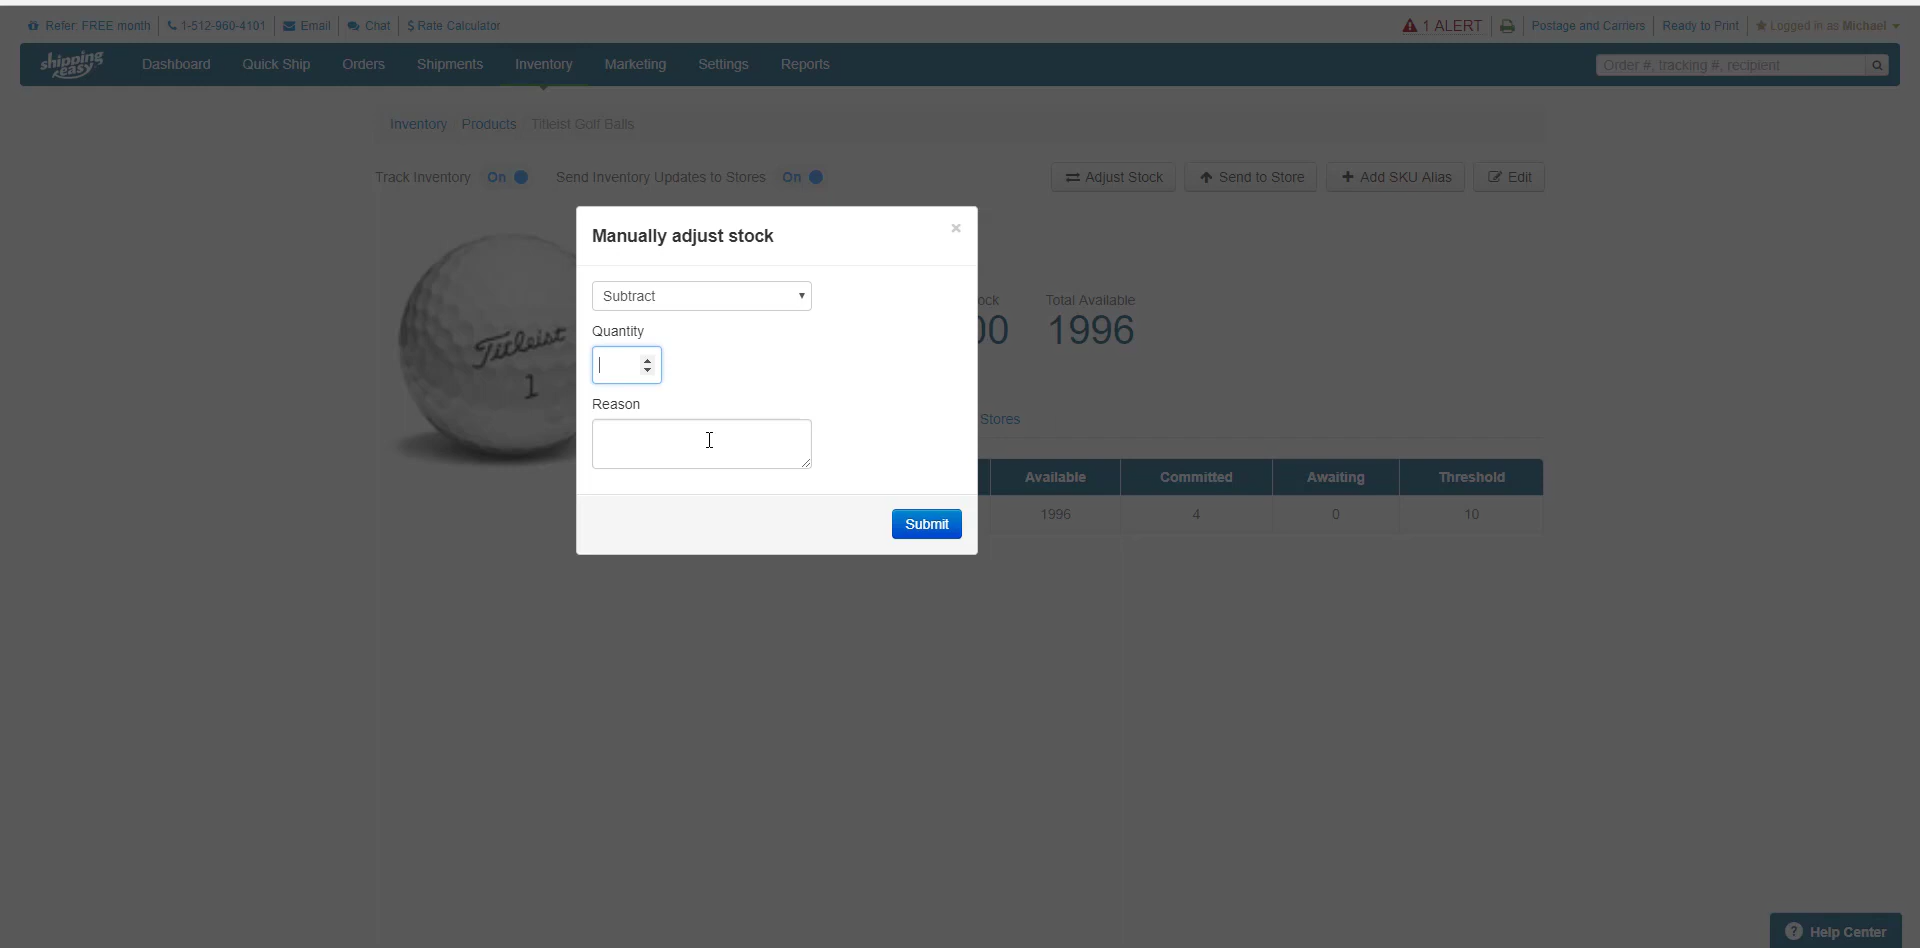 Refer: FREE month 1-512-960-4101 Email Chat $ Rate Calculator 1 ALERT Postage and Carriers Ready to Print Logged in as Michael
shipping easy Dashboard Quick Ship Orders Shipments Inventory Marketing Settings Reports Order #, tracking #, recipient
Inventory Products Titleist Golf Balls
Track Inventory On Send Inventory Updates to Stores On Adjust Stock Send to Store + Add SKU Alias Edit
Manually adjust stock ×
Subtract
Quantity
Reason
Submit
Titleist
1
ock Total Available
00 1996
Stores
Available Committed Awaiting Threshold
1996 4 0 10
? Help Center